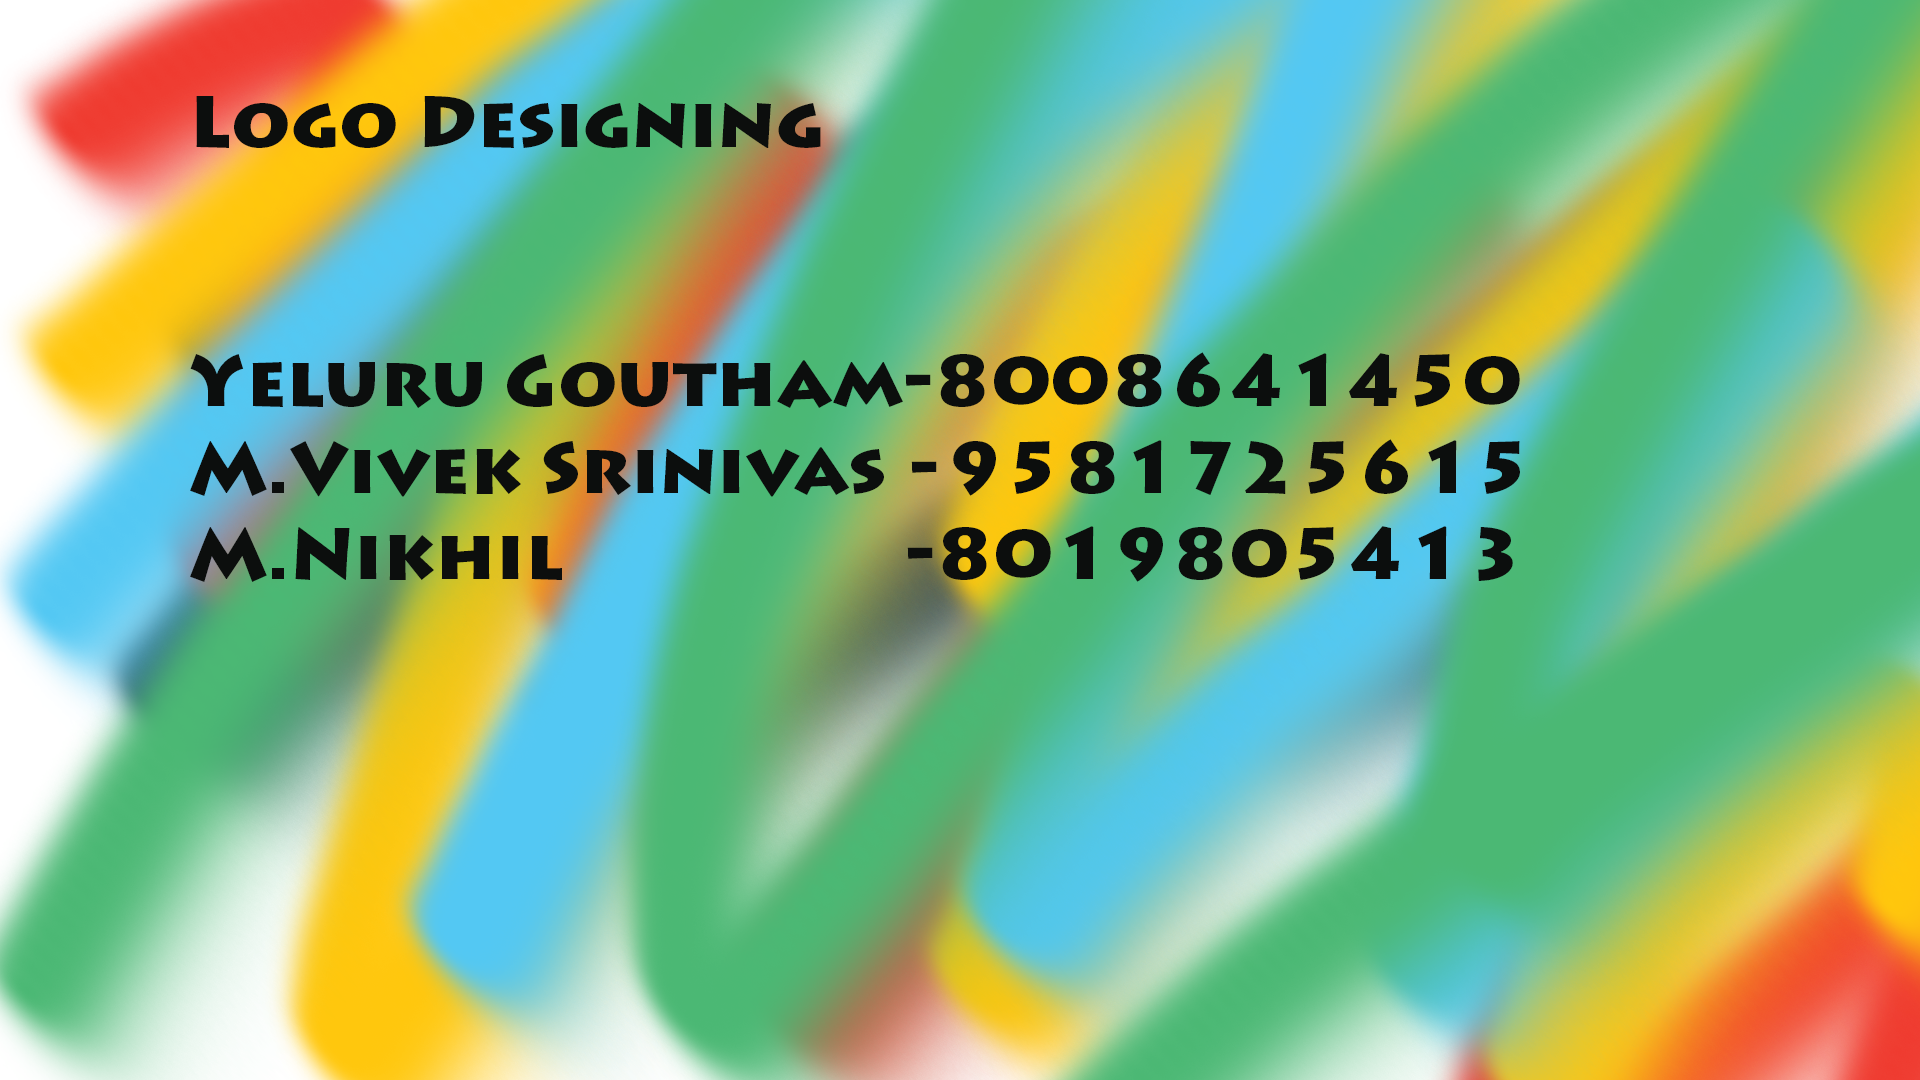 Logo Designing
Yeluru Goutham-8008641450
M.Vivek Srinivas -9581725615
M.Nikhil -8019805413